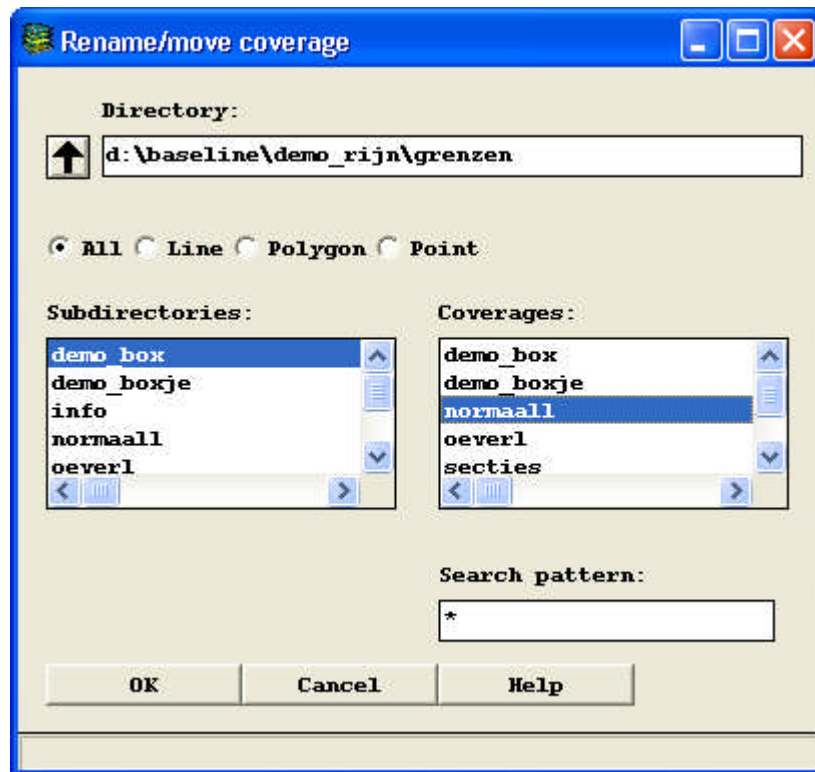 Rename/move coverage
Directory:
d:\baseline\demo_rijn\grenzen
All Line Polygon Point
Subdirectories:
demo_box
demo_boxje
info
normaall
oeverl
Coverages:
demo_box
demo_boxje
normaall
oeverl
secties
Search pattern:
*
OK Cancel Help